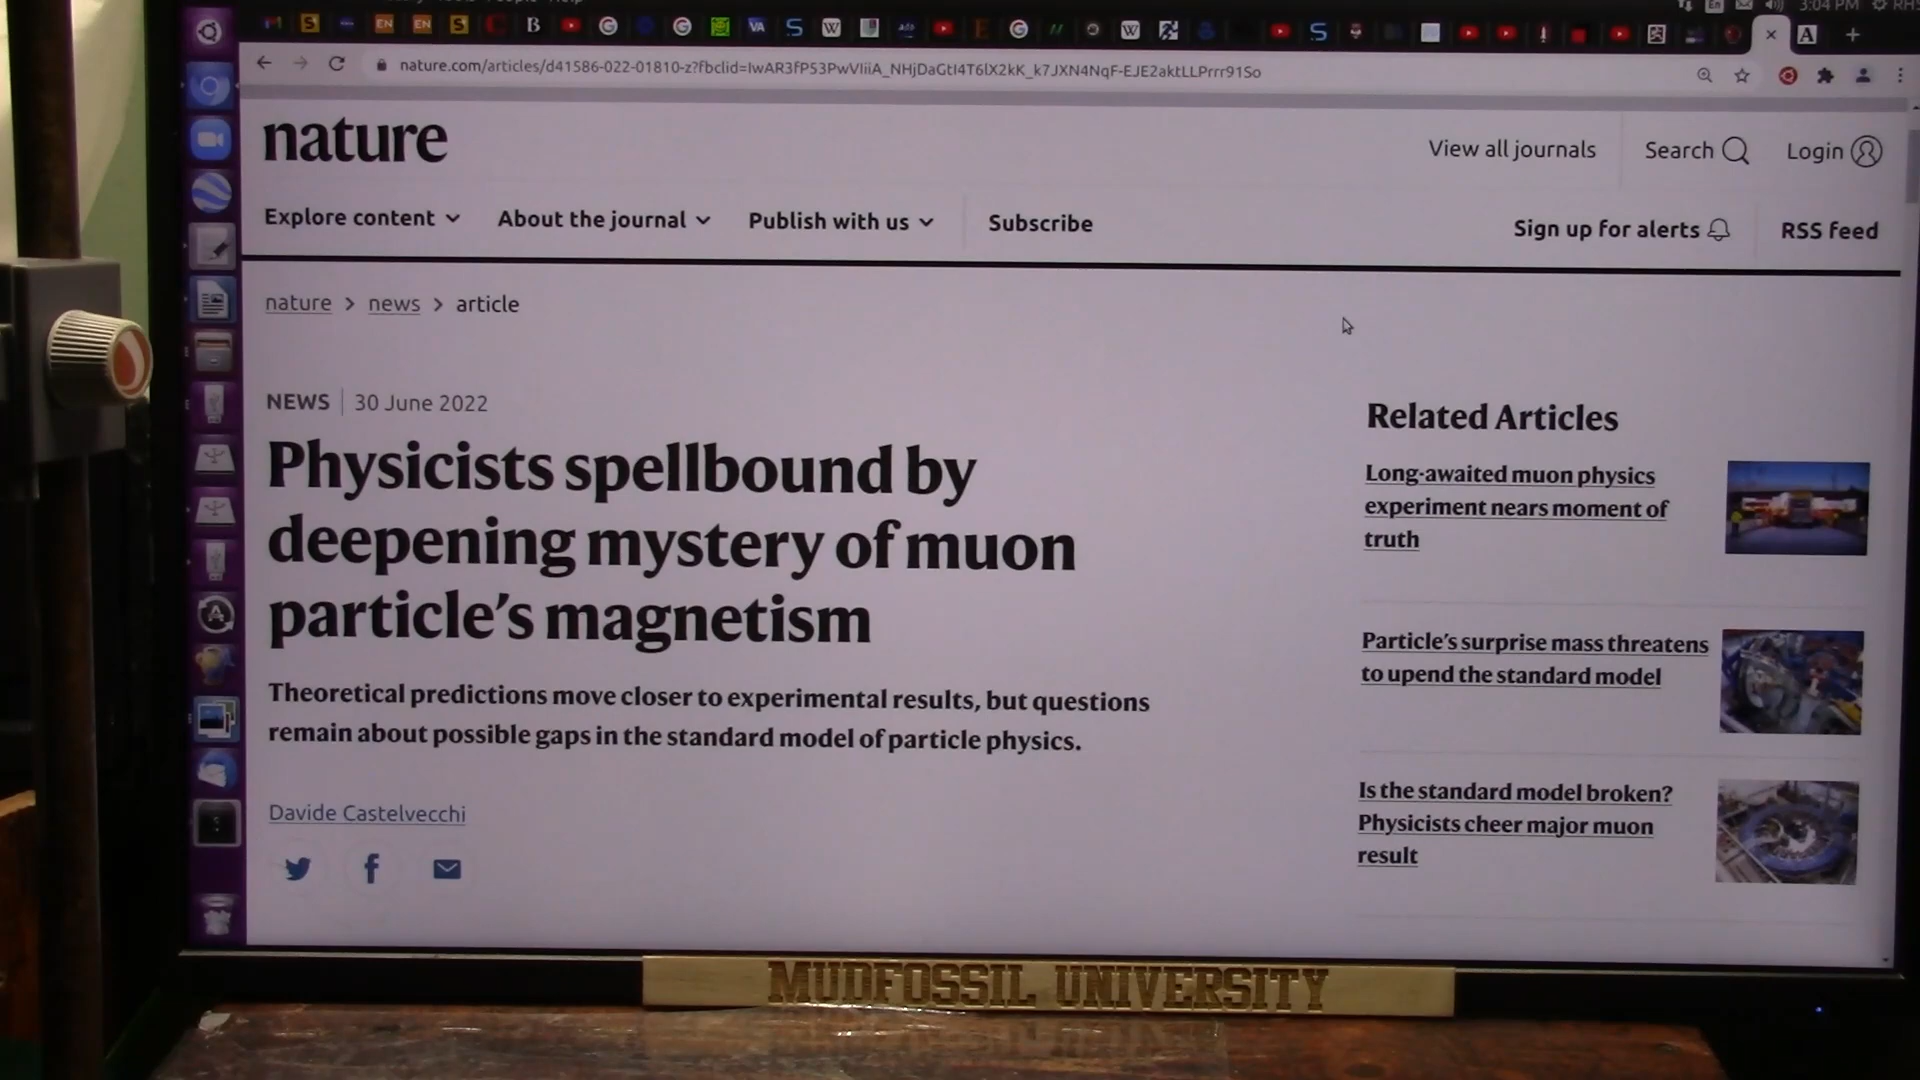 3:04 PM
nature.com/articles/d41586-022-01810-z?fbclid=IwAR3fPS3PwVIiiA_NHjDaGtI4T6lX2kK_k7JXN4NqF-EJE2aktLLPrrr91So
nature
View all journals
Search
Login
Explore content
About the journal
Publish with us
Subscribe
Sign up for alerts
RSS feed
nature > news > article
NEWS | 30 June 2022
Physicists spellbound by
deepening mystery of muon
particle’s magnetism
Theoretical predictions move closer to experimental results, but questions
remain about possible gaps in the standard model of particle physics.
Davide Castelvecchi
Related Articles
Long-awaited muon physics
experiment nears moment of
truth
Particle’s surprise mass threatens
to upend the standard model
Is the standard model broken?
Physicists cheer major muon
result
MUDFOSSIL UNIVERSITY